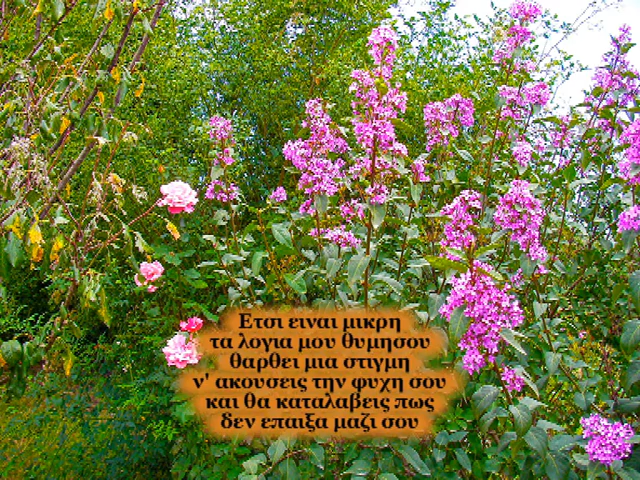 Ετσι ειναι μικρη
τα λογια μου θυμησου
θαρθει μια στιγμη
ν' ακουσεις την φυχη σου
και θα καταλαβεις πως
δεν επαιξα μαζι σου